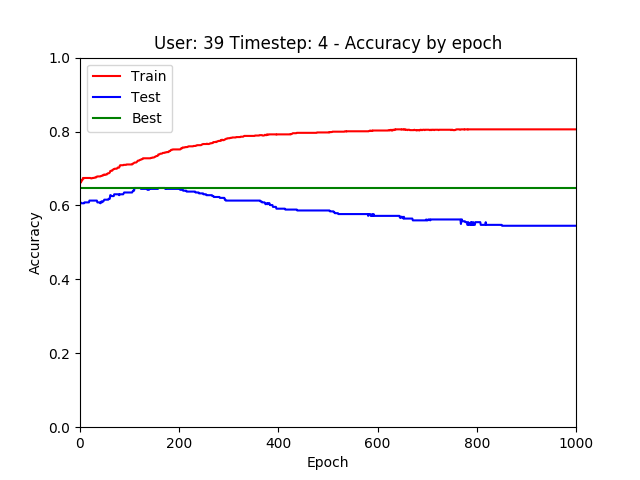 User: 39 Timestep: 4 - Accuracy by epoch
1.0
0.8
0.6
0.4
0.2
0.0
Accuracy
Train
Test
Best
0 200 400 600 800 1000
Epoch